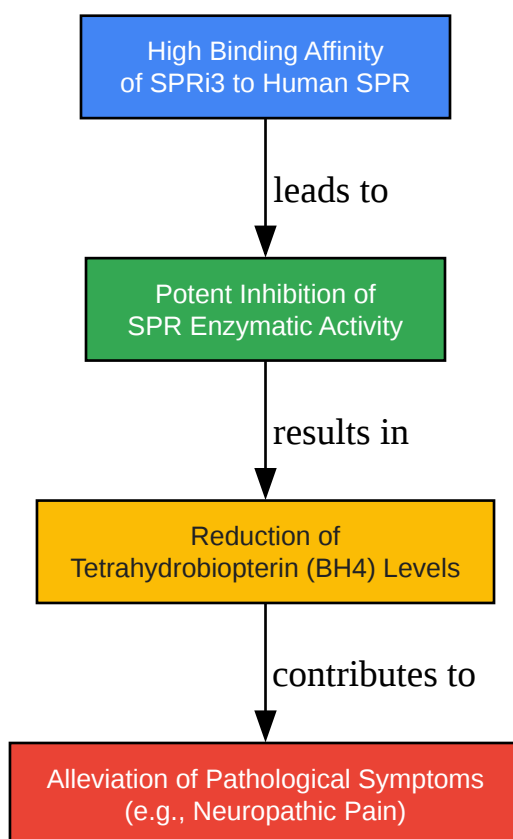 High Binding Affinity
of SPRi3 to Human SPR
leads to
Potent Inhibition of
SPR Enzymatic Activity
results in
Reduction of
Tetrahydrobiopterin (BH4) Levels
contributes to
Alleviation of Pathological Symptoms
(e.g., Neuropathic Pain)